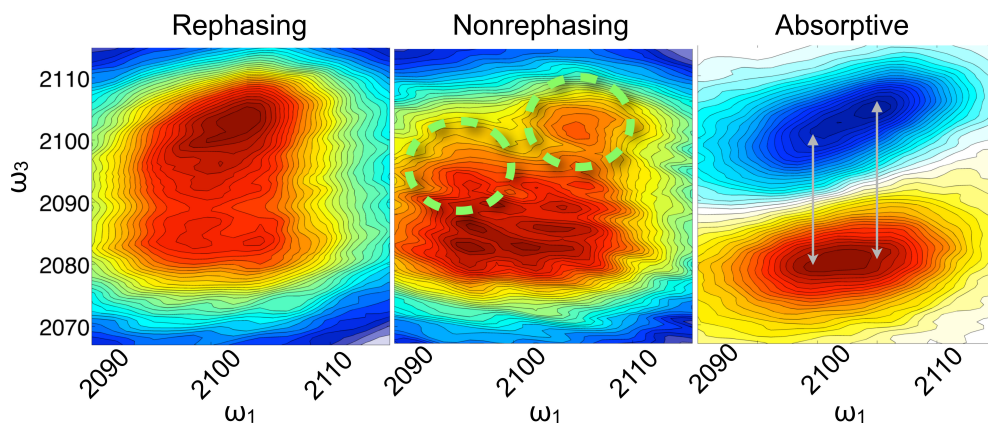 Rephasing Nonrephasing Absorptive
ω3
2110
2100
2090
2080
2070
2090 2100 2110 2090 2100 2110 2090 2100 2110
ω1 ω1 ω1